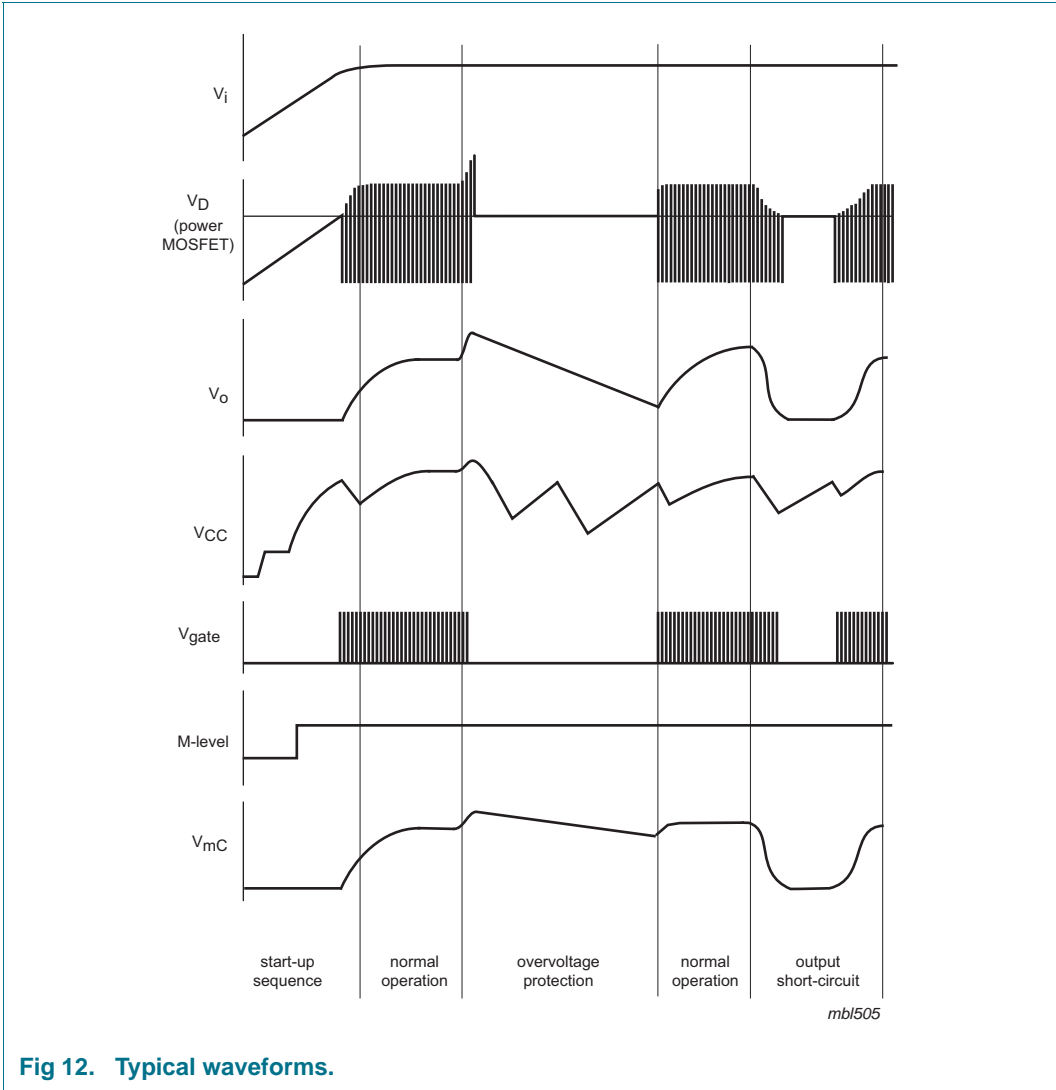 Vi
VD
(power
MOSFET)
Vo
VCC
Vgate
M-level
VmC
start-up
sequence
normal
operation
overvoltage
protection
normal
operation
output
short-circuit
mbl505
Fig 12. Typical waveforms.